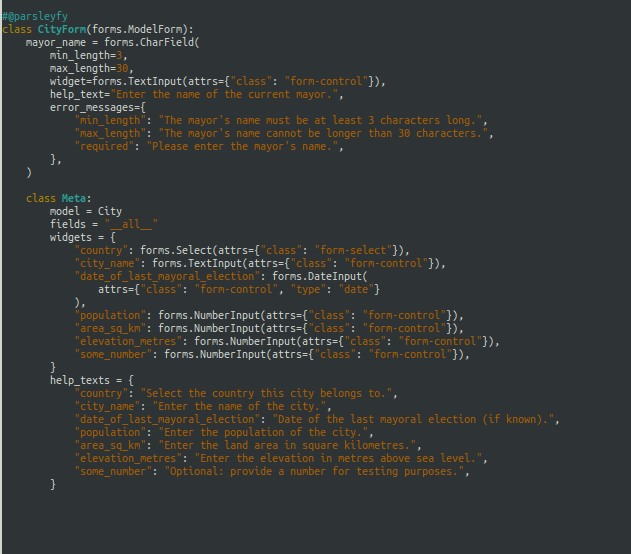 #@parsleyfy
class CityForm(forms.ModelForm):
    mayor_name = forms.CharField(
        min_length=3,
        max_length=30,
        widget=forms.TextInput(attrs={"class": "form-control"}),
        help_text="Enter the name of the current mayor.",
        error_messages={
            "min_length": "The mayor's name must be at least 3 characters long.",
            "max_length": "The mayor's name cannot be longer than 30 characters.",
            "required": "Please enter the mayor's name.",
        },
    )
    class Meta:
        model = City
        fields = "__all__"
        widgets = {
            "country": forms.Select(attrs={"class": "form-select"}),
            "city_name": forms.TextInput(attrs={"class": "form-control"}),
            "date_of_last_mayoral_election": forms.DateInput(
                attrs={"class": "form-control", "type": "date"}
            ),
            "population": forms.NumberInput(attrs={"class": "form-control"}),
            "area_sq_km": forms.NumberInput(attrs={"class": "form-control"}),
            "elevation_metres": forms.NumberInput(attrs={"class": "form-control"}),
            "some_number": forms.NumberInput(attrs={"class": "form-control"}),
        }
        help_texts = {
            "country": "Select the country this city belongs to.",
            "city_name": "Enter the name of the city.",
            "date_of_last_mayoral_election": "Date of the last mayoral election (if known).",
            "population": "Enter the population of the city.",
            "area_sq_km": "Enter the land area in square kilometres.",
            "elevation_metres": "Enter the elevation in metres above sea level.",
            "some_number": "Optional: provide a number for testing purposes.",
        }